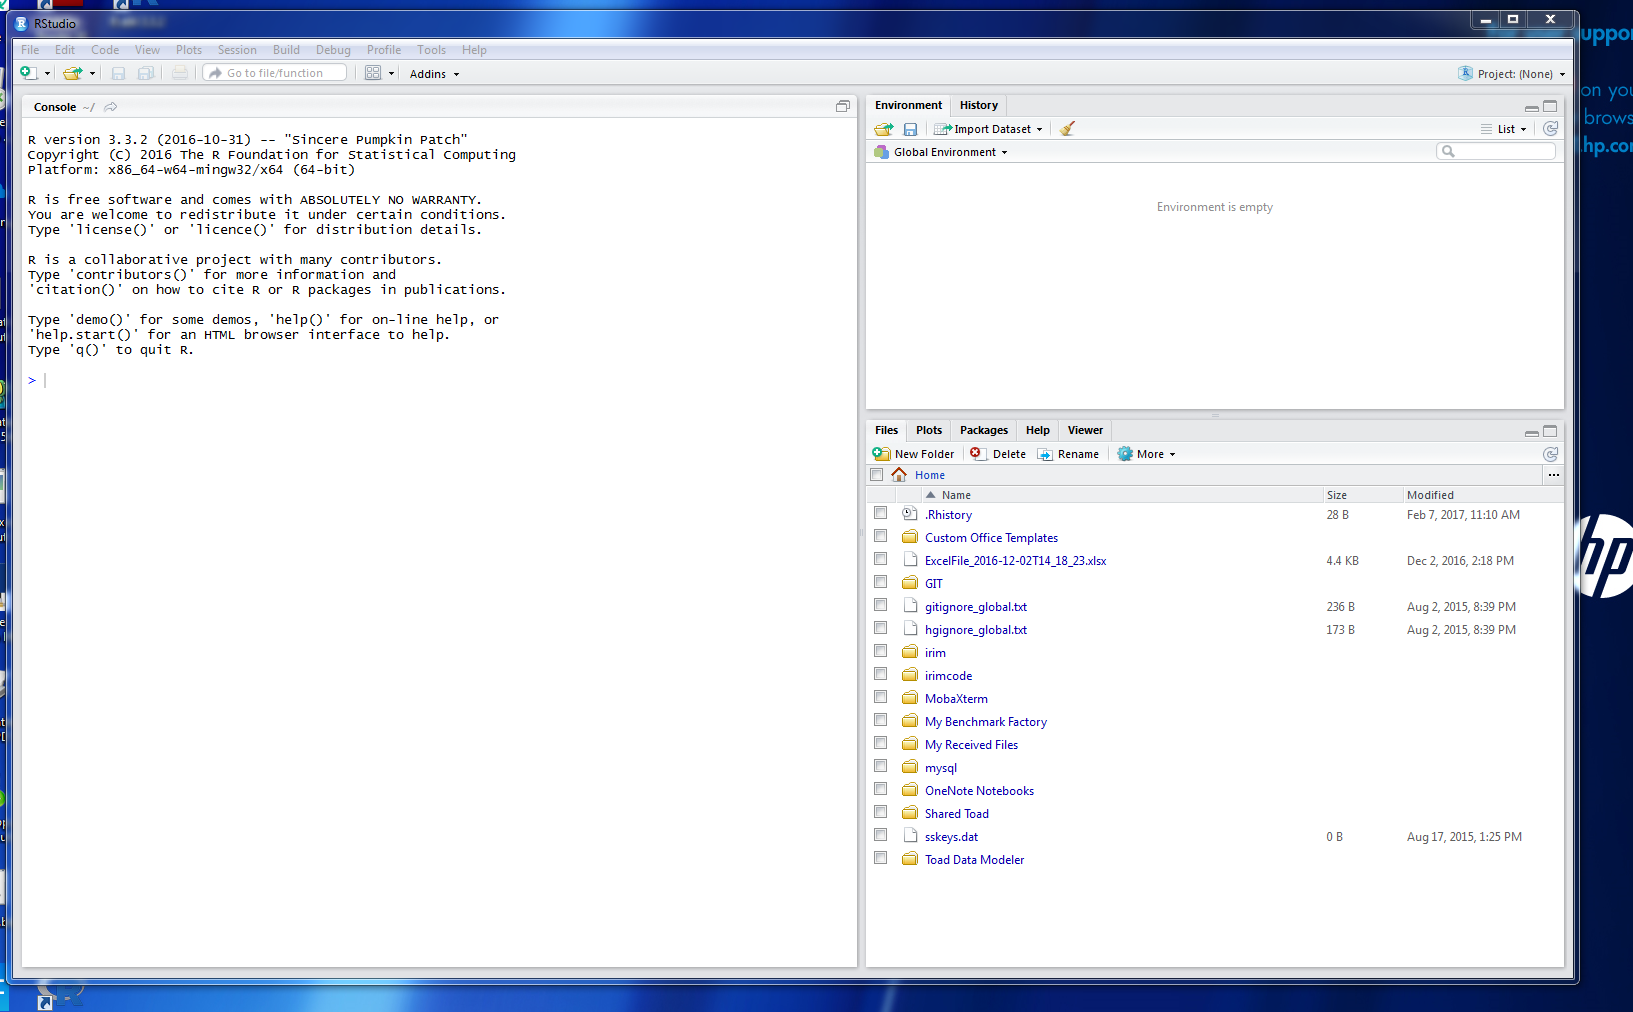 RStudio
File Edit Code View Plots Session Build Debug Profile Tools Help
Go to file/function Addins Project: (None)
Console ~/
R version 3.3.2 (2016-10-31) -- "Sincere Pumpkin Patch"
Copyright (C) 2016 The R Foundation for Statistical Computing
Platform: x86_64-w64-mingw32/x64 (64-bit)
R is free software and comes with ABSOLUTELY NO WARRANTY.
You are welcome to redistribute it under certain conditions.
Type 'license()' or 'licence()' for distribution details.
R is a collaborative project with many contributors.
Type 'contributors()' for more information and
'citation()' on how to cite R or R packages in publications.
Type 'demo()' for some demos, 'help()' for on-line help, or
'help.start()' for an HTML browser interface to help.
Type 'q()' to quit R.
>
Environment History
Import Dataset List
Global Environment
Environment is empty
Files Plots Packages Help Viewer
New Folder Delete Rename More
Home ...
Name Size Modified
.Rhistory 28 B Feb 7, 2017, 11:10 AM
Custom Office Templates
ExcelFile_2016-12-02T14_18_23.xlsx 4.4 KB Dec 2, 2016, 2:18 PM
GIT
gitignore_global.txt 236 B Aug 2, 2015, 8:39 PM
hgignore_global.txt 173 B Aug 2, 2015, 8:39 PM
irim
irimcode
MobaXterm
My Benchmark Factory
My Received Files
mysql
OneNote Notebooks
Shared Toad
sskeys.dat 0 B Aug 17, 2015, 1:25 PM
Toad Data Modeler
uppor
on you
brows
.hp.co
hp